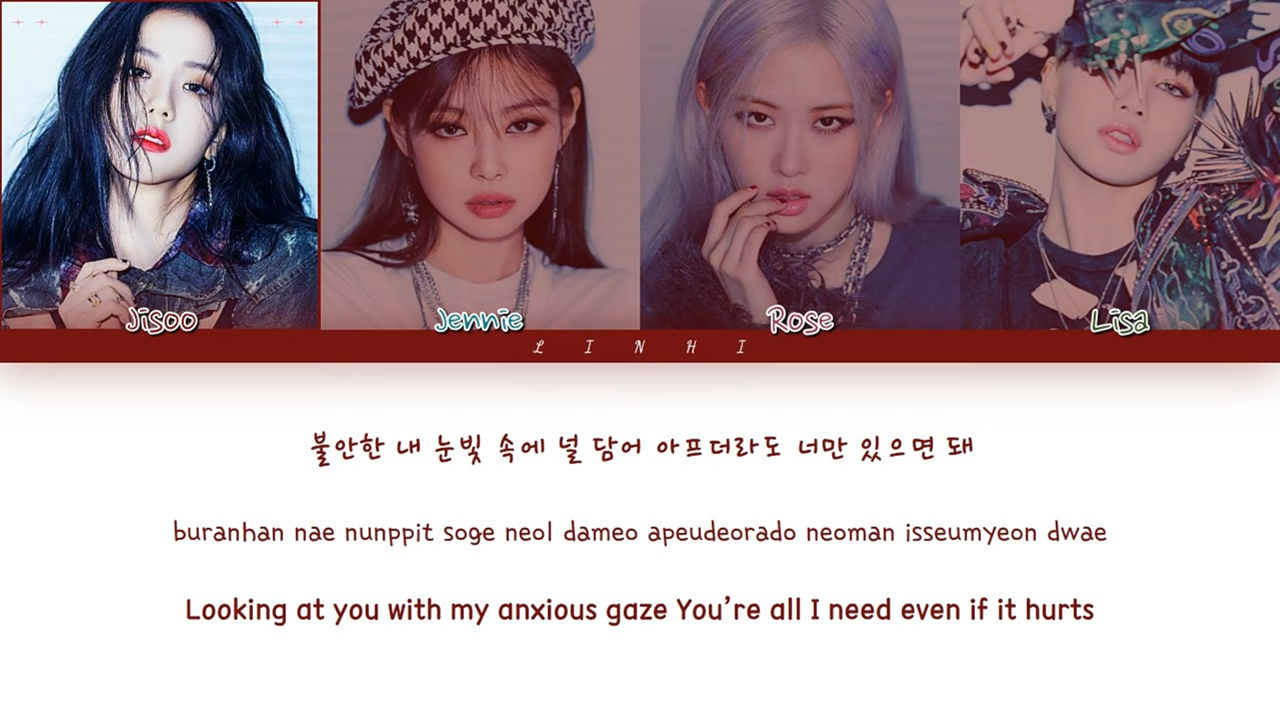 Jisoo
Jennie
Rose
Lisa
L I N H I
불안한 내 눈빛 속에 널 담어 아프더라도 너만 있으면 돼
buranhan nae nunppit soge neol dameo apeudeorado neoman isseumyeon dwae
Looking at you with my anxious gaze You're all I need even if it hurts